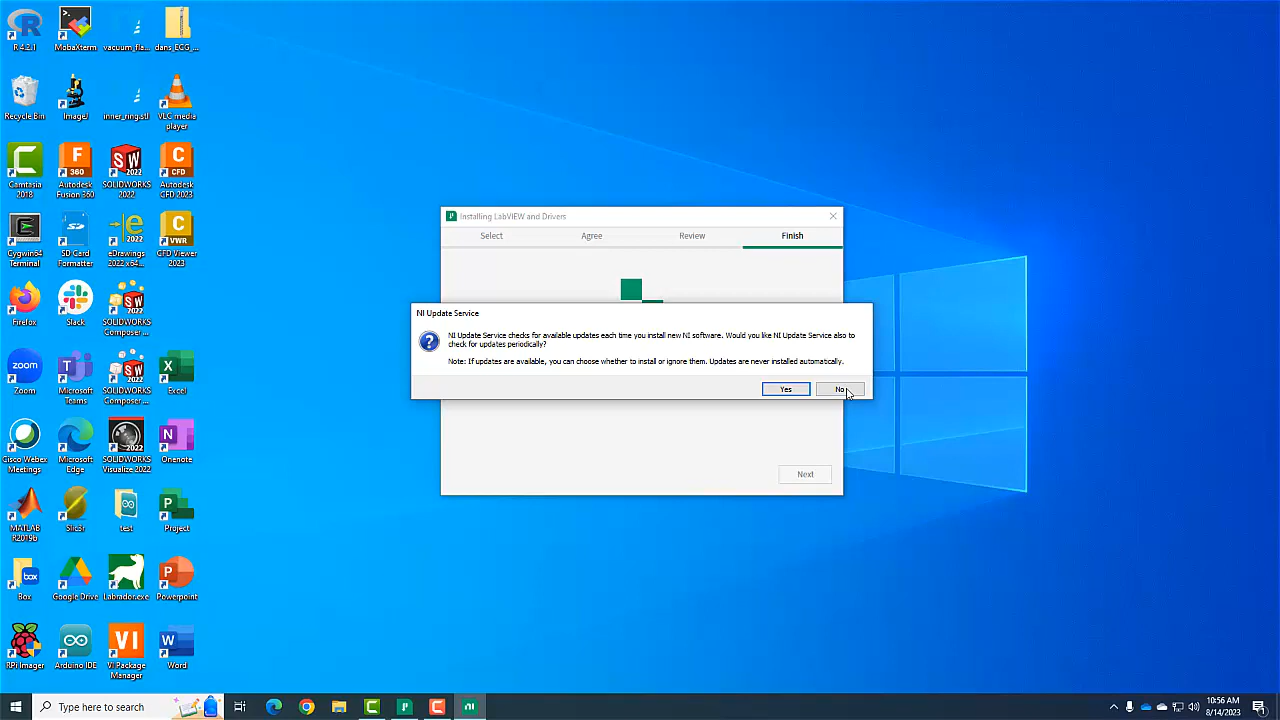 R 4.2.1
MobaXterm
vacuum_fla...
dans_ECG_...
Recycle Bin
ImageJ
inner_ring.stl
VLC media
player
Camtasia
2018
Autodesk
Fusion 360
SOLIDWORKS
2022
Autodesk
CFD 2023
Cygwin64
Terminal
SD Card
Formatter
eDrawings
2022 x64...
CFD Viewer
2023
Firefox
Slack
SOLIDWORKS
Composer ...
Zoom
Microsoft
Teams
SOLIDWORKS
Composer ...
Excel
Cisco Webex
Meetings
Microsoft
Edge
SOLIDWORKS
Visualize 2022
Onenote
MATLAB
R2019b
Slic3r
test
Project
Box
Google Drive
Labrador.exe
Powerpoint
RPi Imager
Arduino IDE
VI Package
Manager
Word
Installing LabVIEW and Drivers
Select
Agree
Review
Finish
NI Update Service
NI Update Service checks for available updates each time you install new NI software. Would you like NI Update Service also to
check for updates periodically?
Note: If updates are available, you can choose whether to install or ignore them. Updates are never installed automatically.
Yes
No
Next
Type here to search
10:56 AM
8/14/2023